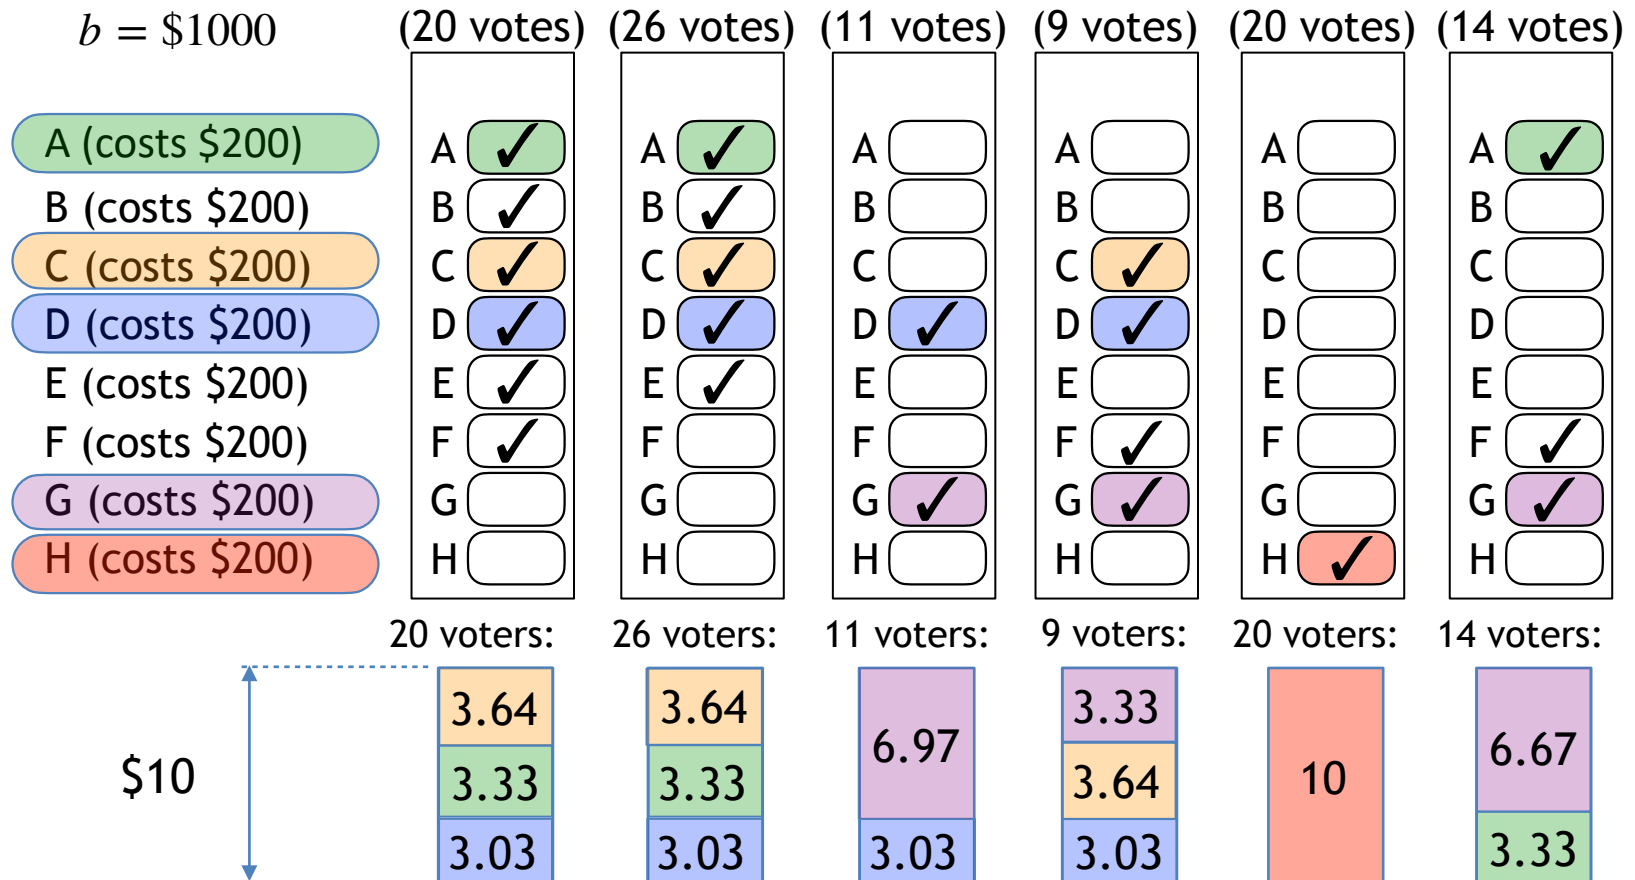 b = $1000 (20 votes) (26 votes) (11 votes) (9 votes) (20 votes) (14 votes)
A (costs $200) A ✓ A ✓ A A A A ✓
B (costs $200) B ✓ B ✓ B B B B
C (costs $200) C ✓ C ✓ C C ✓ C C
D (costs $200) D ✓ D ✓ D ✓ D ✓ D D
E (costs $200) E ✓ E ✓ E E E E
F (costs $200) F ✓ F F F ✓ F F ✓
G (costs $200) G G G ✓ G ✓ G G ✓
H (costs $200) H H H H H ✓ H
20 voters: 26 voters: 11 voters: 9 voters: 20 voters: 14 voters:
3.64 3.64 6.97 3.33 10 6.67
$10 3.33 3.33 3.64
3.03 3.03 3.03 3.03 3.33